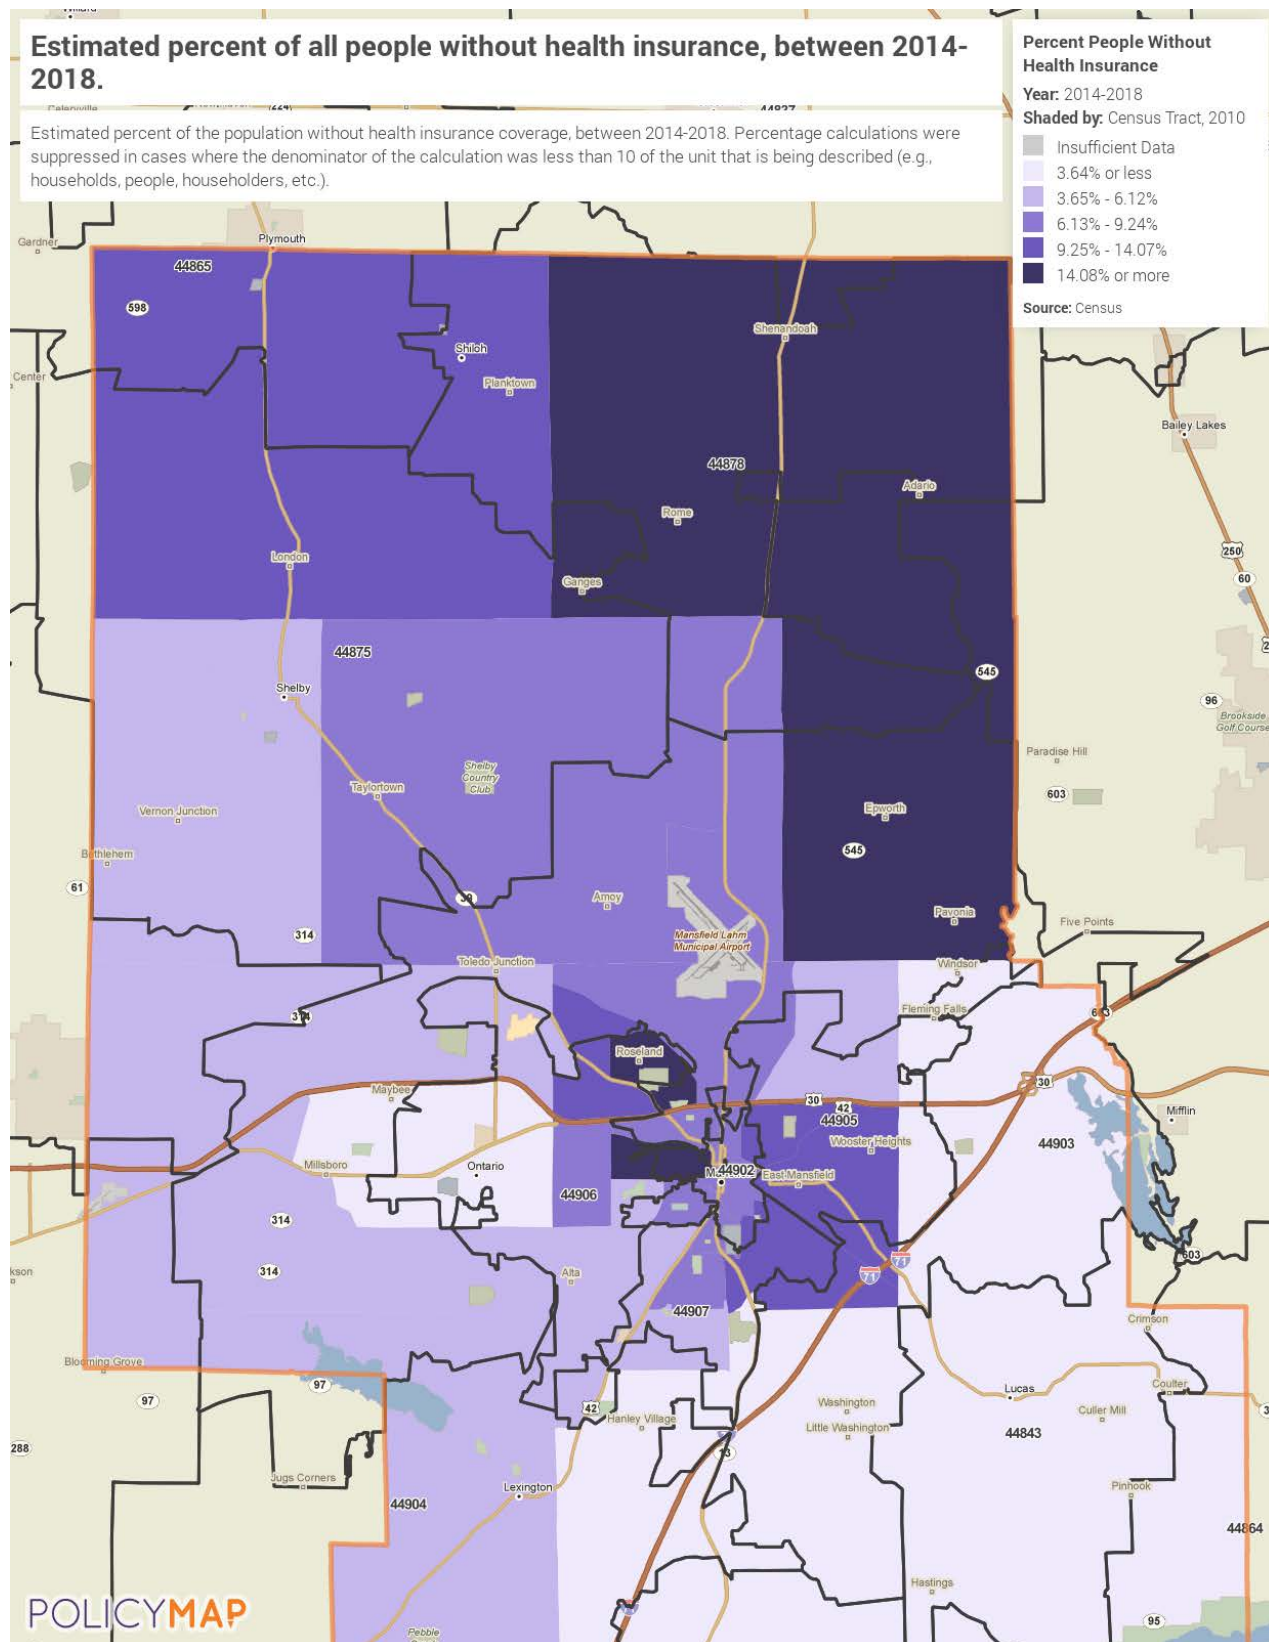 Estimated percent of all people without health insurance, between 2014-
2018.
Estimated percent of the population without health insurance coverage, between 2014-2018. Percentage calculations were
suppressed in cases where the denominator of the calculation was less than 10 of the unit that is being described (e.g.,
households, people, householders, etc.).
Percent People Without
Health Insurance
Year: 2014-2018
Shaded by: Census Tract, 2010
Insufficient Data
3.64% or less
3.65% - 6.12%
6.13% - 9.24%
9.25% - 14.07%
14.08% or more
Source: Census
Gardner
Plymouth
44865
598
Shenandoah
Shiloh
Center
Planktown
Bailey Lakes
44878
Adario
Rome
250
London
60
Ganges
44875
545
Shelby
96
Brookside
Golf Course
Paradise Hill
Shelby
Country
Club
Taylortown
603
Vernon Junction
Epworth
545
Bethlehem
61
39
Amoy
Pavonia
Five Points
314
Mansfield Lahm
Municipal Airport
Toledo Junction
Windsor
Fleming Falls
314
603
Roseland
30
Maybee
30
42
Mifflin
44905
Wooster Heights
44903
Millsboro
Ontario
44902
East Mansfield
44906
314
603
71
314
Alta
71
44907
Crimson
Blooming Grove
97
97
Lucas
Coulter
42
Washington
Culler Mill
Hanley Village
Little Washington
44843
288
13
Jugs Corners
Lexington
Pinhook
44904
44864
Hastings
POLICYMAP
95
Pebble